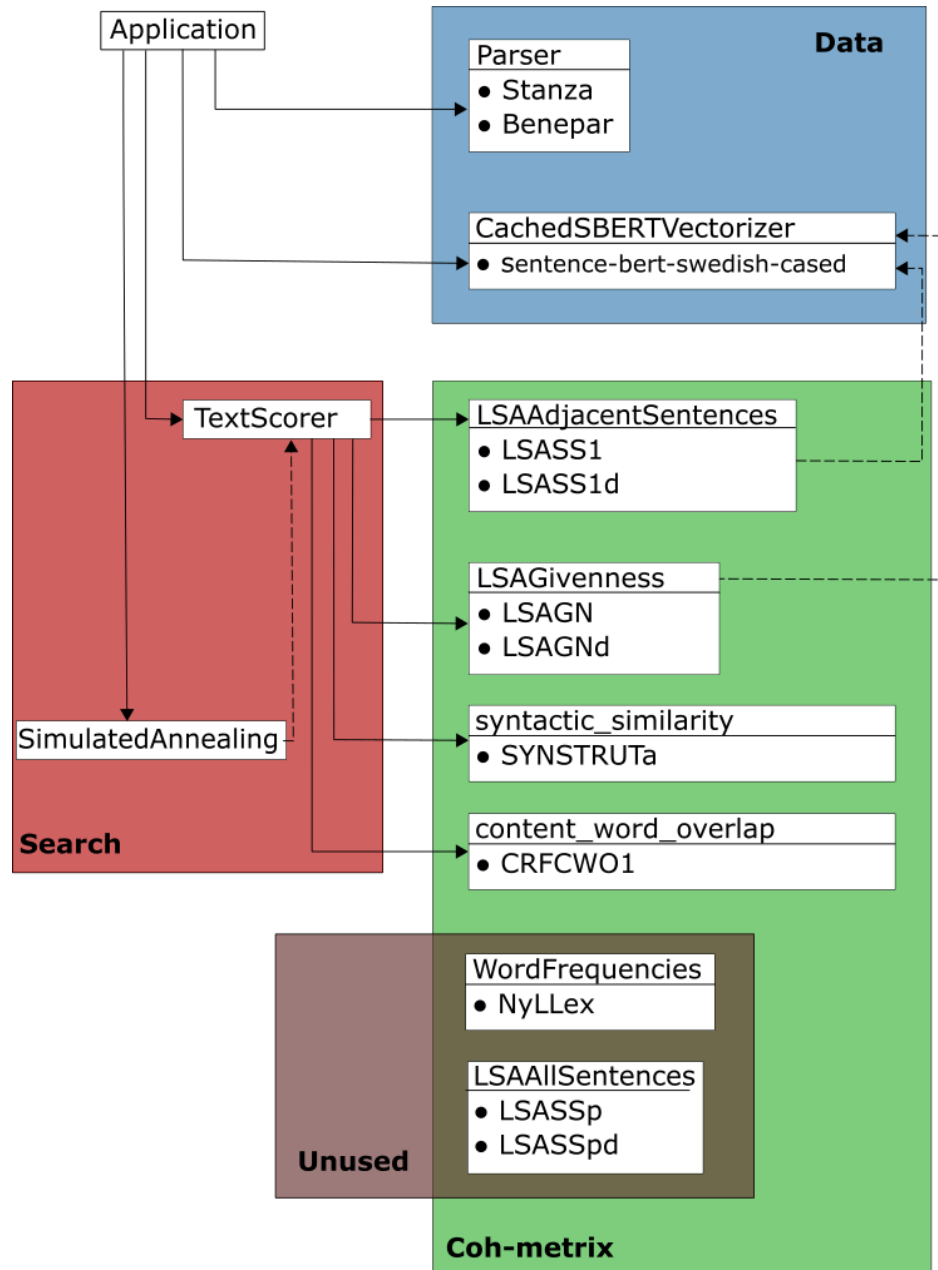 Application
Data
Parser
● Stanza
● Benepar
CachedSBERTVectorizer
● sentence-bert-swedish-cased
TextScorer
LSAAdjacentSentences
● LSASS1
● LSASS1d
LSAGivenness
● LSAGN
● LSAGNd
SimulatedAnnealing
syntactic_similarity
● SYNSTRUTa
Search
content_word_overlap
● CRFCWO1
WordFrequencies
● NyLLex
LSAAllSentences
● LSASSp
● LSASSpd
Unused
Coh-metrix